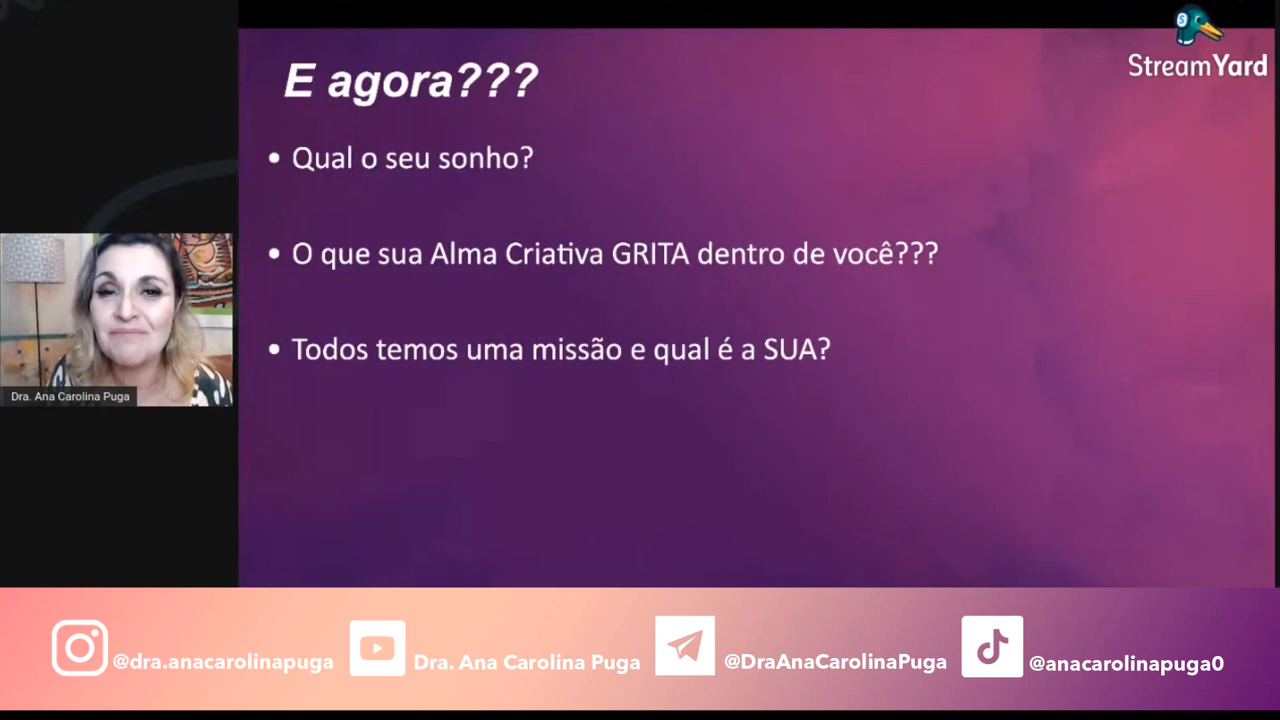 StreamYard
E agora???
• Qual o seu sonho?
• O que sua Alma Criativa GRITA dentro de você???
• Todos temos uma missão e qual é a SUA?
Dra. Ana Carolina Puga
@dra.anacarolinapuga
Dra. Ana Carolina Puga
@DraAnaCarolinaPuga
@anacarolinapuga0